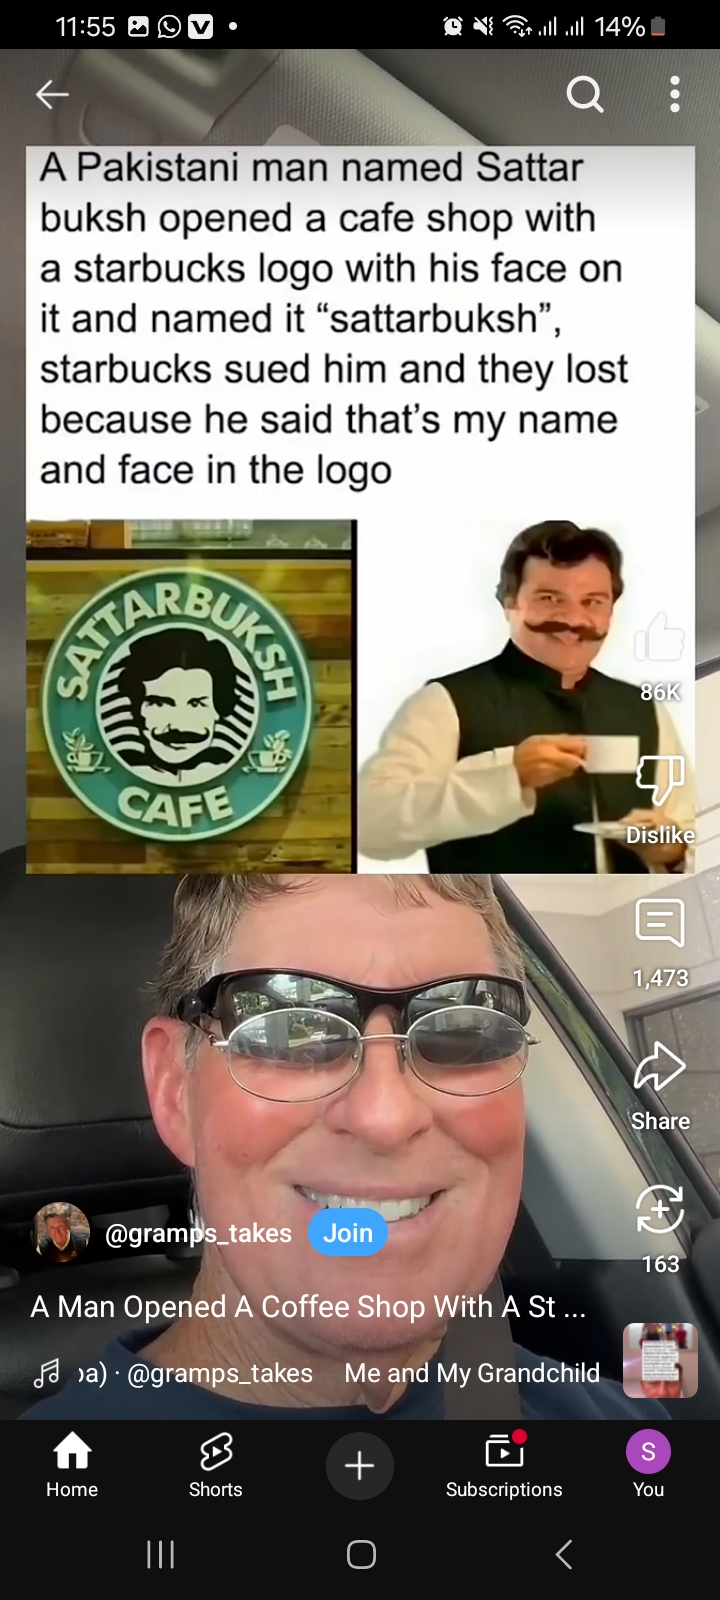 11:55
14%
A Pakistani man named Sattar
buksh opened a cafe shop with
a starbucks logo with his face on
it and named it “sattarbuksh”,
starbucks sued him and they lost
because he said that’s my name
and face in the logo
SATTARBUKSH
CAFE
86K
Dislike
1,473
Share
163
@gramps_takes Join
A Man Opened A Coffee Shop With A St ...
ɔa) · @gramps_takes Me and My Grandchild
Home Shorts Subscriptions S You